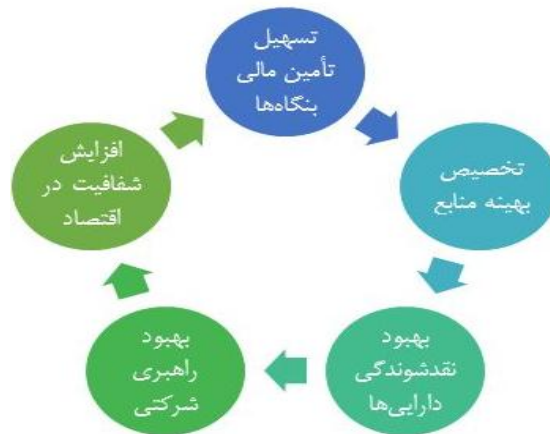 تسهیل
تأمین مالی
بنگاه‌ها
تخصیص
بهینه منابع
بهبود
نقدشوندگی
دارایی‌ها
بهبود
راهبری
شرکتی
افزایش
شفافیت در
اقتصاد